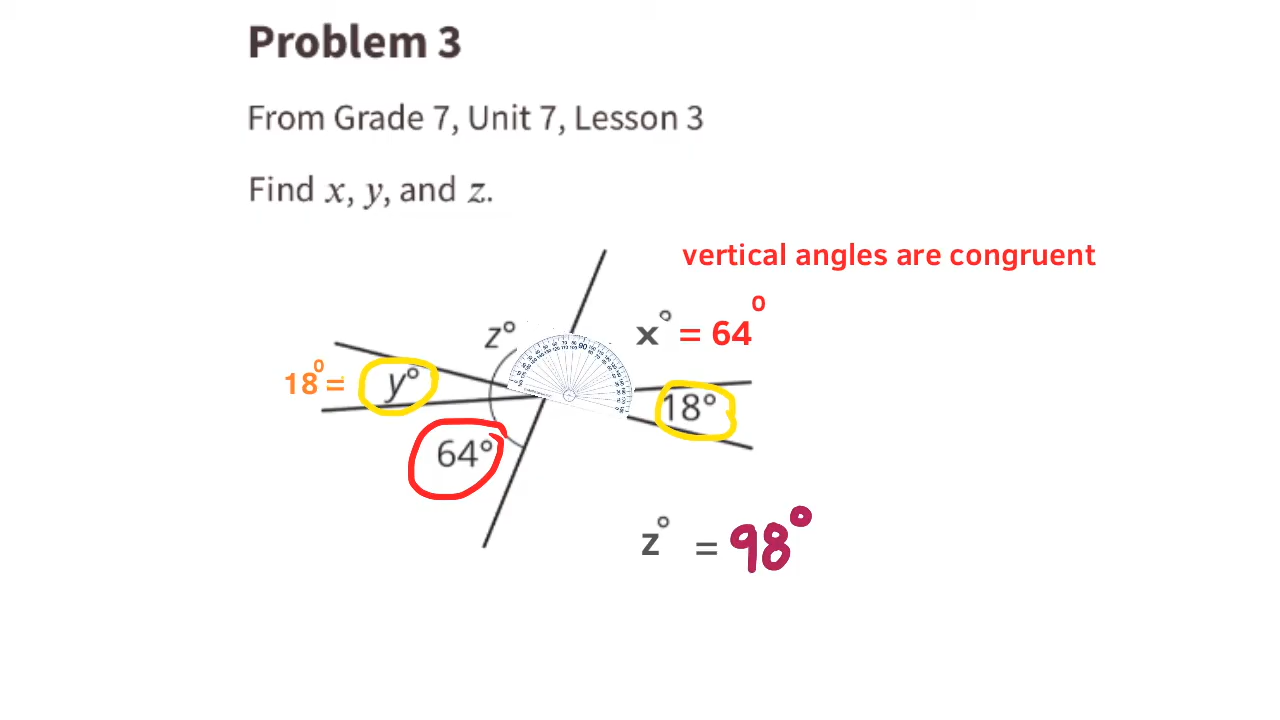 Problem 3
From Grade 7, Unit 7, Lesson 3
Find x, y, and z.
vertical angles are congruent
z°
x° = 64°
18° = y°
18°
64°
z° = 98°